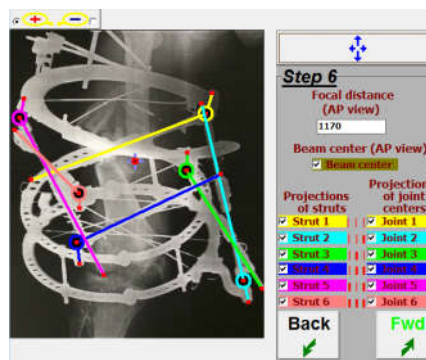 Step 6
Focal distance
(AP view)
1170
Beam center (AP view)
Beam center
Projections
of struts
Projection
of joint
centers
Strut 1
Joint 1
Strut 2
Joint 2
Strut 3
Joint 3
Strut 4
Joint 4
Strut 5
Joint 5
Strut 6
Joint 6
Back
Fwd